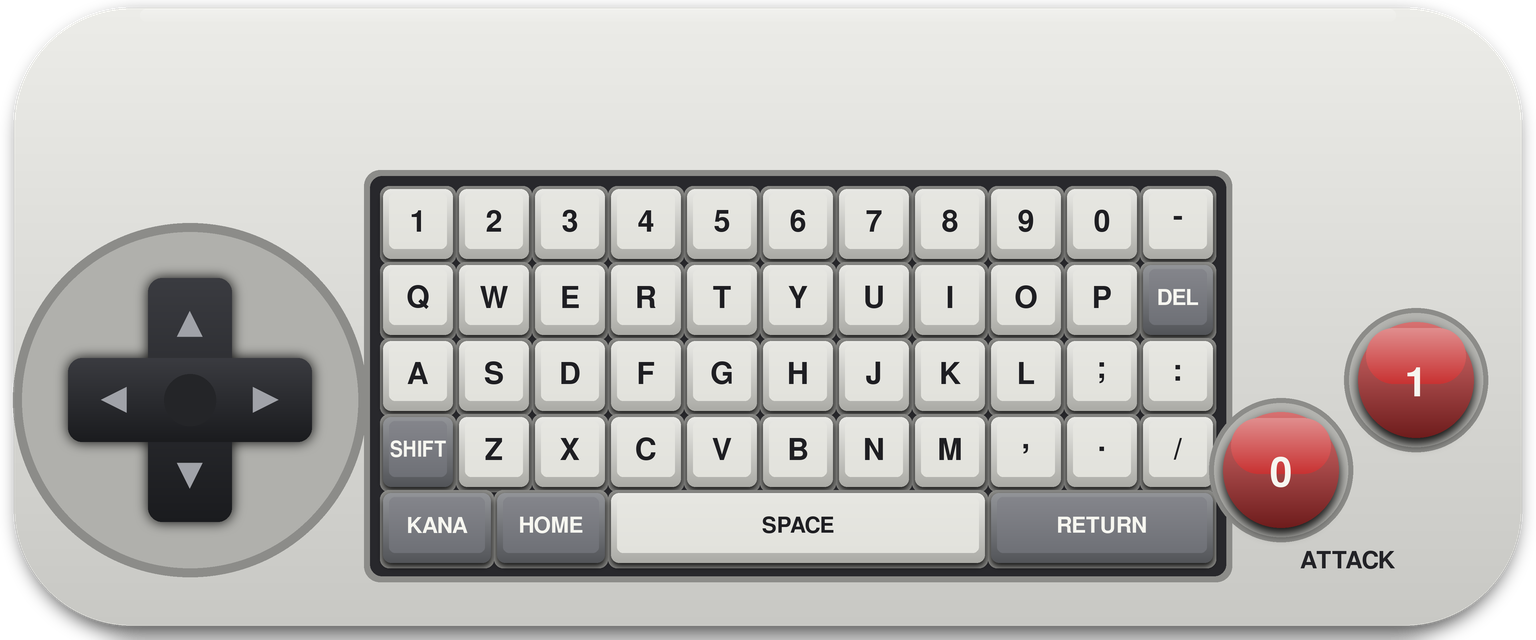 1 2 3 4 5 6 7 8 9 0 -
Q W E R T Y U I O P DEL
A S D F G H J K L ; :
SHIFT Z X C V B N M , . /
KANA HOME SPACE RETURN
1
0
ATTACK